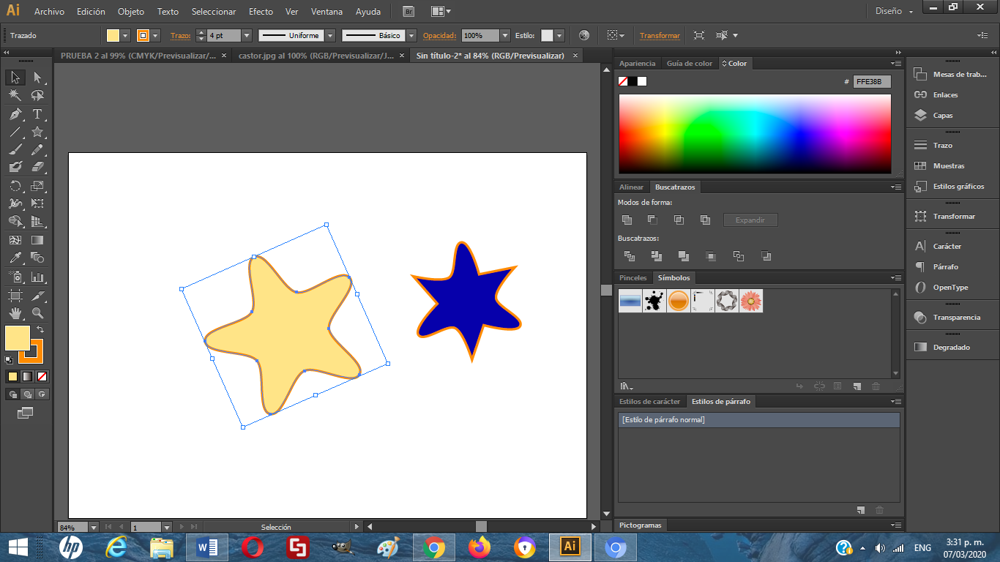 Ai Archivo Edición Objeto Texto Seleccionar Efecto Ver Ventana Ayuda Br Diseño
Trazado Trazo: 4 pt Uniforme Básico Opacidad: 100% Estilo: Transformar
PRUEBA 2 al 99% (CMYK/Previsualizar/... × castor.jpg al 100% (RGB/Previsualizar/J... × Sin título-2* al 84% (RGB/Previsualizar) ×
Apariencia Guía de color Color
# FFE38B
Alinear Buscatrazos
Modos de forma:
Expandir
Buscatrazos:
Pinceles Símbolos
Estilos de carácter Estilos de párrafo
[Estilo de párrafo normal]
Pictogramas
Mesas de trab...
Enlaces
Capas
Trazo
Muestras
Estilos gráficos
Transformar
Carácter
Párrafo
OpenType
Transparencia
Degradado
84% 1 Selección
hp Ai ENG 3:31 p. m.
07/03/2020